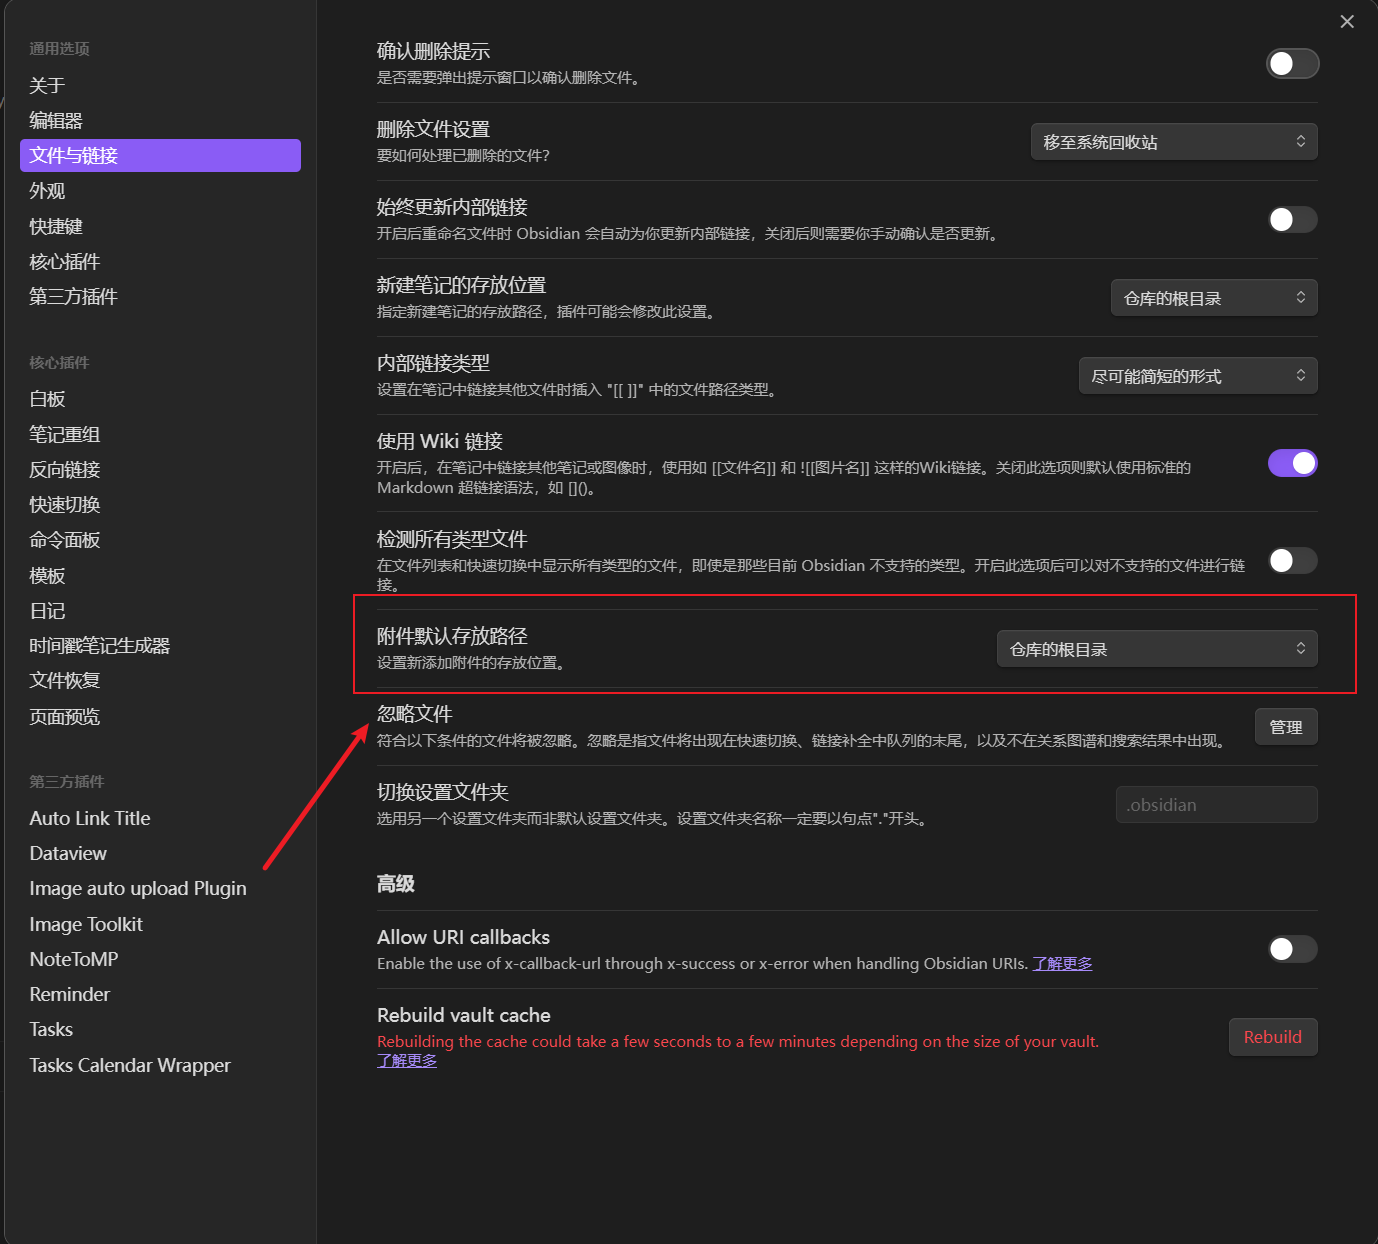 通用选项
关于
编辑器
文件与链接
外观
快捷键
核心插件
第三方插件
核心插件
白板
笔记重组
反向链接
快速切换
命令面板
模板
日记
时间戳笔记生成器
文件恢复
页面预览
第三方插件
Auto Link Title
Dataview
Image auto upload Plugin
Image Toolkit
NoteToMP
Reminder
Tasks
Tasks Calendar Wrapper
确认删除提示
是否需要弹出提示窗口以确认删除文件。
删除文件设置
要如何处理已删除的文件?
移至系统回收站
始终更新内部链接
开启后重命名文件时 Obsidian 会自动为你更新内部链接，关闭后则需要你手动确认是否更新。
新建笔记的存放位置
指定新建笔记的存放路径，插件可能会修改此设置。
仓库的根目录
内部链接类型
设置在笔记中链接其他文件时插入 "[[ ]]" 中的文件路径类型。
尽可能简短的形式
使用 Wiki 链接
开启后，在笔记中链接其他笔记或图像时，使用如 [[文件名]] 和 ![[图片名]] 这样的Wiki链接。关闭此选项则默认使用标准的
Markdown 超链接语法，如 []()。
检测所有类型文件
在文件列表和快速切换中显示所有类型的文件，即使是那些目前 Obsidian 不支持的类型。开启此选项后可以对不支持的文件进行链
接。
附件默认存放路径
设置新添加附件的存放位置。
仓库的根目录
忽略文件
符合以下条件的文件将被忽略。忽略是指文件将出现在快速切换、链接补全中队列的末尾，以及不在关系图谱和搜索结果中出现。
管理
切换设置文件夹
选用另一个设置文件夹而非默认设置文件夹。设置文件夹名称一定要以句点"."开头。
.obsidian
高级
Allow URI callbacks
Enable the use of x-callback-url through x-success or x-error when handling Obsidian URIs. 了解更多
Rebuild vault cache
Rebuilding the cache could take a few seconds to a few minutes depending on the size of your vault.
了解更多
Rebuild